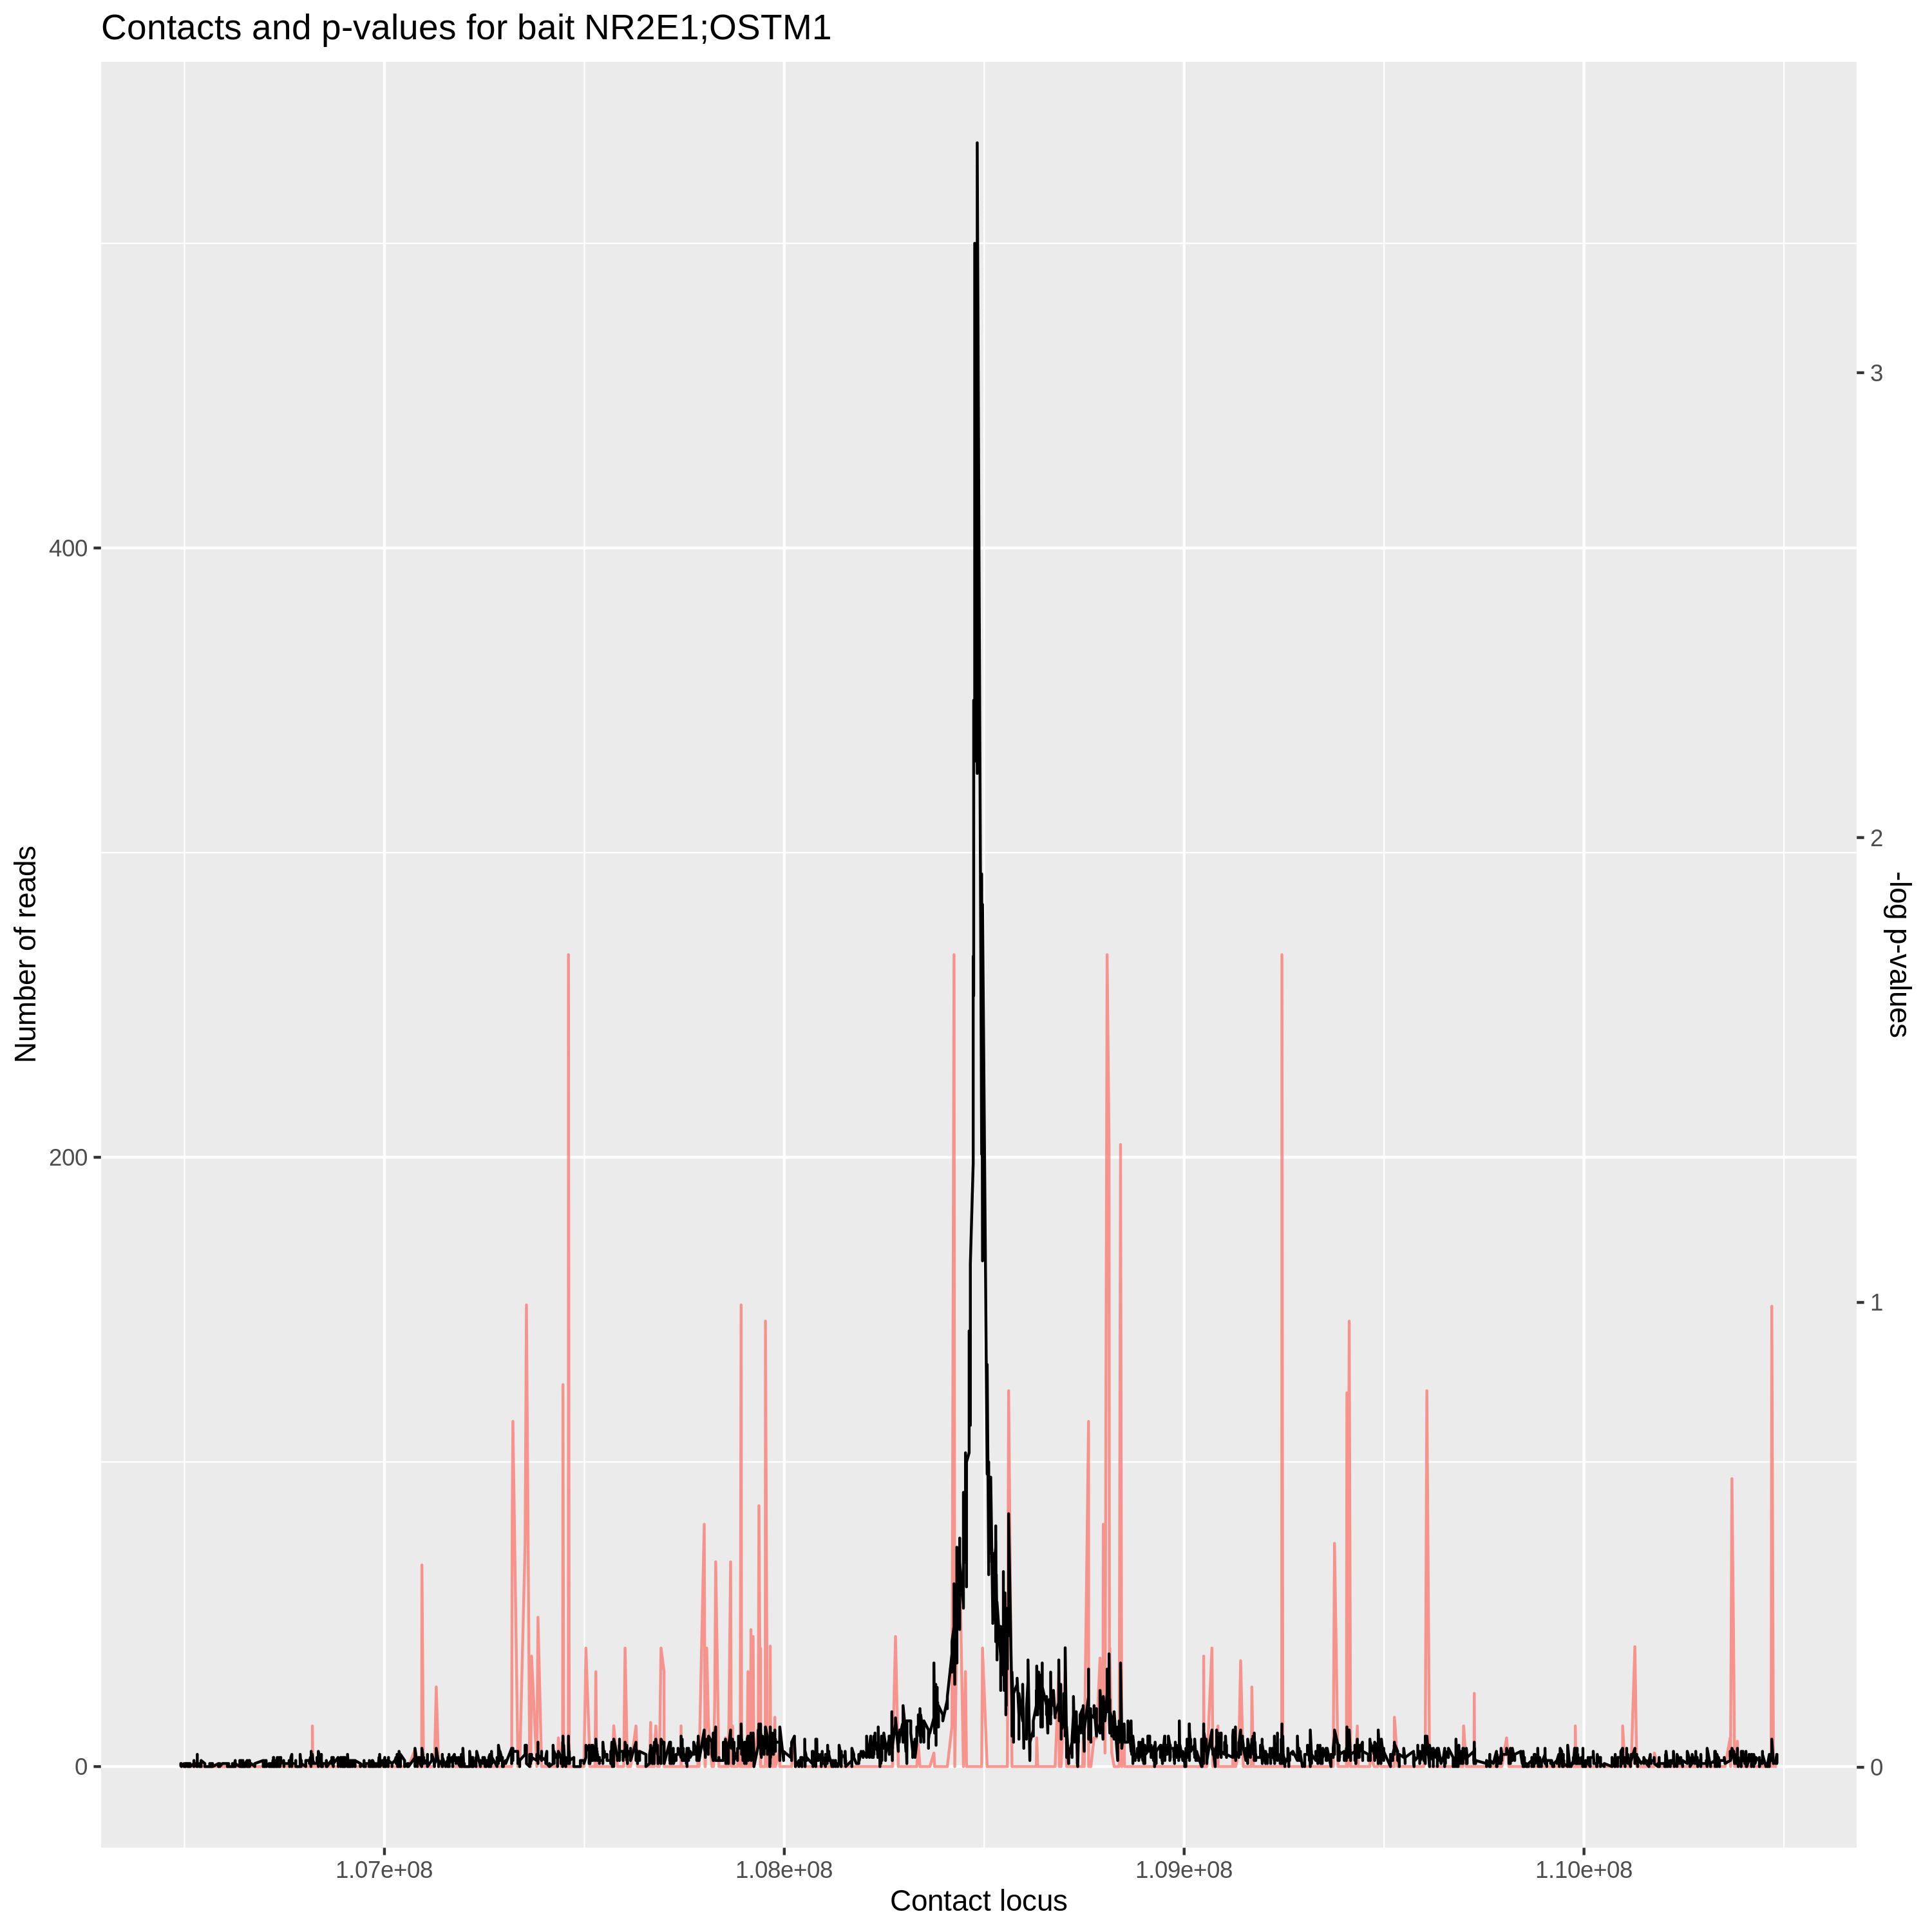 Contacts and p-values for bait NR2E1;OSTM1
Number of reads
400
200
0
3
2
1
0
-log p-values
1.07e+08
1.08e+08
1.09e+08
1.10e+08
Contact locus